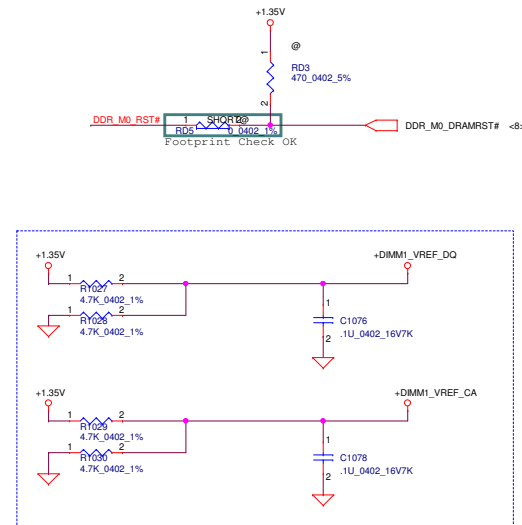 +1.35V
1
@
RD3
470_0402_5%
2
DDR_M0_RST#
1
SHORT@
2
RD5
0_0402_1%
DDR_M0_DRAMRST#
<8>
Footprint Check OK
+1.35V
+DIMM1_VREF_DQ
1
2
R1027
4.7K_0402_1%
1
2
R1028
4.7K_0402_1%
1
C1076
.1U_0402_16V7K
2
+1.35V
+DIMM1_VREF_CA
1
2
R1029
4.7K_0402_1%
1
2
R1030
4.7K_0402_1%
1
C1078
.1U_0402_16V7K
2